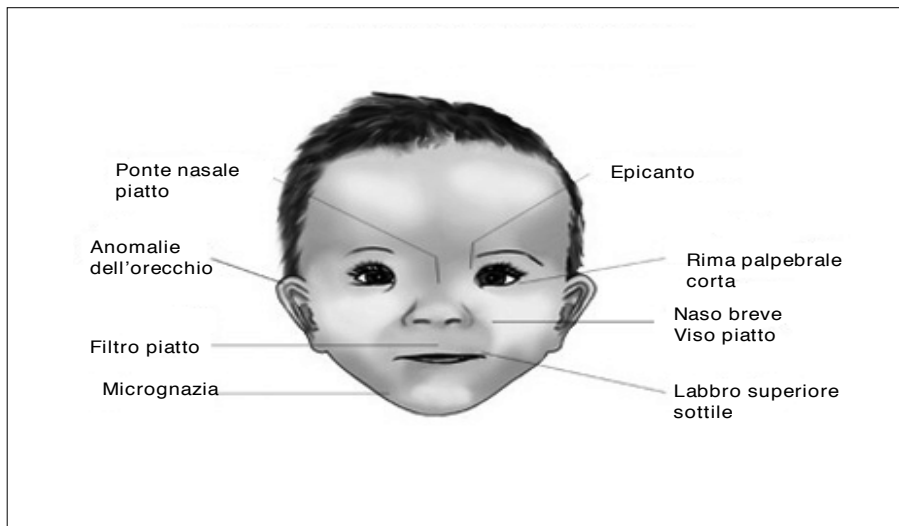 Ponte nasale
piatto
Epicanto
Anomalie
dell'orecchio
Rima palpebrale
corta
Naso breve
Viso piatto
Filtro piatto
Micrognazia
Labbro superiore
sottile